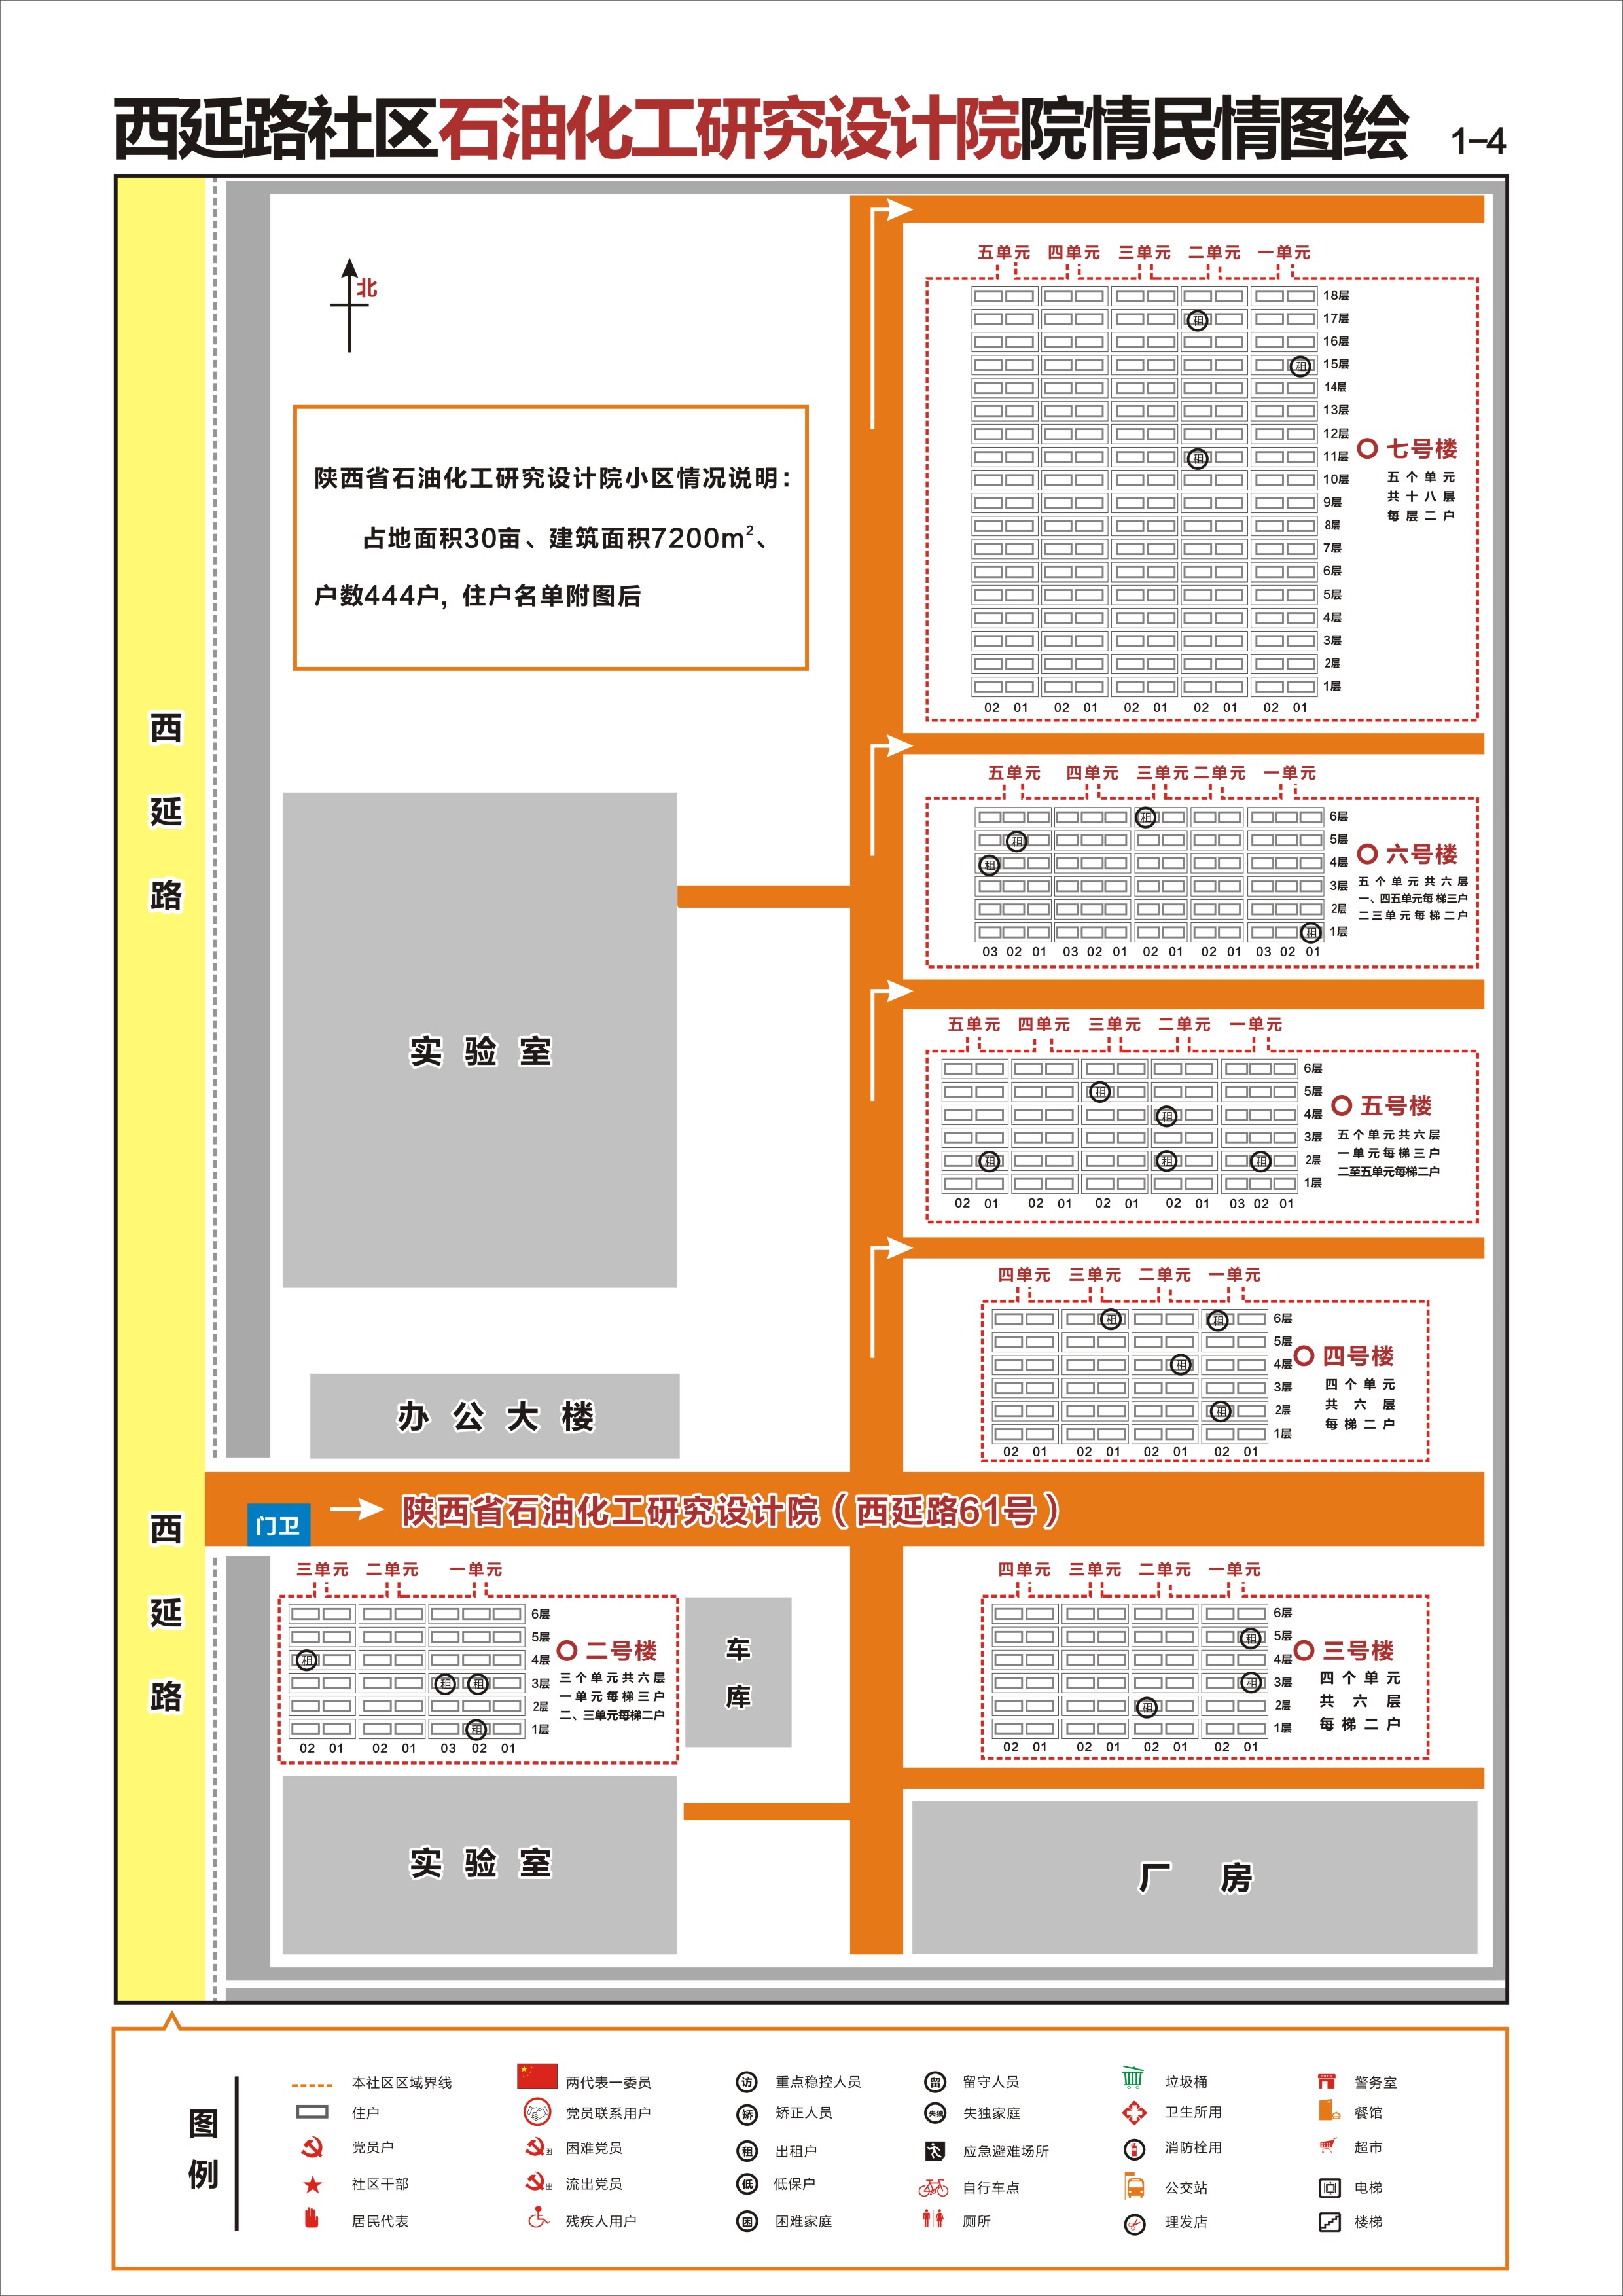 西延路社区石油化工研究设计院院情民情图绘 1-4
北
陕西省石油化工研究设计院小区情况说明：
占地面积30亩、建筑面积7200m²、
户数444户，住户名单附图后
西延路
西延路
实验室
办公大楼
门卫
陕西省石油化工研究设计院（西延路61号）
五单元 四单元 三单元 二单元 一单元
18层
17层
租
16层
15层
租
14层
13层
12层
11层
租
10层
9层
8层
7层
6层
5层
4层
3层
2层
1层
02 01 02 01 02 01 02 01 02 01
七号楼
五个单元
共十八层
每层二户
五单元 四单元 三单元 二单元 一单元
租 6层
租 5层
租 4层
3层
2层
租 1层
03 02 01 03 02 01 02 01 02 01 03 02 01
六号楼
五个单元共六层
一、四五单元每梯三户
二三单元每梯二户
五单元 四单元 三单元 二单元 一单元
6层
租 5层
租 4层
3层
租 租 租 2层
1层
02 01 02 01 02 01 02 01 03 02 01
五号楼
五个单元共六层
一单元每梯三户
二至五单元每梯二户
四单元 三单元 二单元 一单元
租 租 6层
5层
租 4层
3层
租 2层
1层
02 01 02 01 02 01 02 01
四号楼
四个单元
共六层
每梯二户
三单元 二单元 一单元
6层
5层
租 4层
租 租 3层
2层
租 1层
02 01 02 01 03 02 01
二号楼
三个单元共六层
一单元每梯三户
二、三单元每梯二户
车库
四单元 三单元 二单元 一单元
6层
租 5层
4层
租 3层
租 2层
1层
02 01 02 01 02 01 02 01
三号楼
四个单元
共六层
每梯二户
实验室
厂房
图例
本社区区域界线 两代表一委员 访 重点稳控人员 留 留守人员 垃圾桶 警务室
住户 党员联系用户 矫 矫正人员 失独 失独家庭 卫生所用 餐馆
党员户 困 困难党员 租 出租户 应急避难场所 消防栓用 超市
社区干部 出 流出党员 低 低保户 自行车点 公交站 电梯
居民代表 残疾人用户 困 困难家庭 厕所 理发店 楼梯